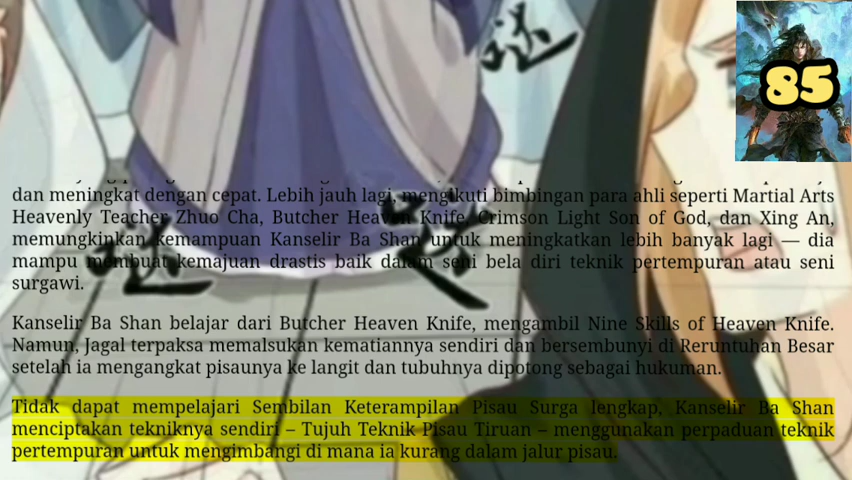 85
dan meningkat dengan cepat. Lebih jauh lagi, mengikuti bimbingan para ahli seperti Martial Arts
Heavenly Teacher Zhuo Cha, Butcher Heaven Knife, Crimson Light Son of God, dan Xing An,
memungkinkan kemampuan Kanselir Ba Shan untuk meningkatkan lebih banyak lagi — dia
mampu membuat kemajuan drastis baik dalam seni bela diri teknik pertempuran atau seni
surgawi.
Kanselir Ba Shan belajar dari Butcher Heaven Knife, mengambil Nine Skills of Heaven Knife.
Namun, Jagal terpaksa memalsukan kematiannya sendiri dan bersembunyi di Reruntuhan Besar
setelah ia mengangkat pisaunya ke langit dan tubuhnya dipotong sebagai hukuman.
Tidak dapat mempelajari Sembilan Keterampilan Pisau Surga lengkap, Kanselir Ba Shan
menciptakan tekniknya sendiri – Tujuh Teknik Pisau Tiruan – menggunakan perpaduan teknik
pertempuran untuk mengimbangi di mana ia kurang dalam jalur pisau.